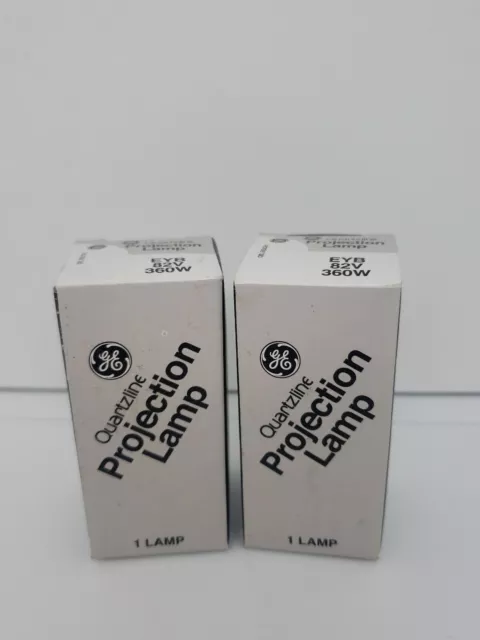 Projection
Lamp
EYB
82V
360W
GE
Quartzline
Projection
Lamp
1 LAMP
Quartzline
Projection
Lamp
EYB
82V
360W
GE
Quartzline
Projection
Lamp
1 LAMP